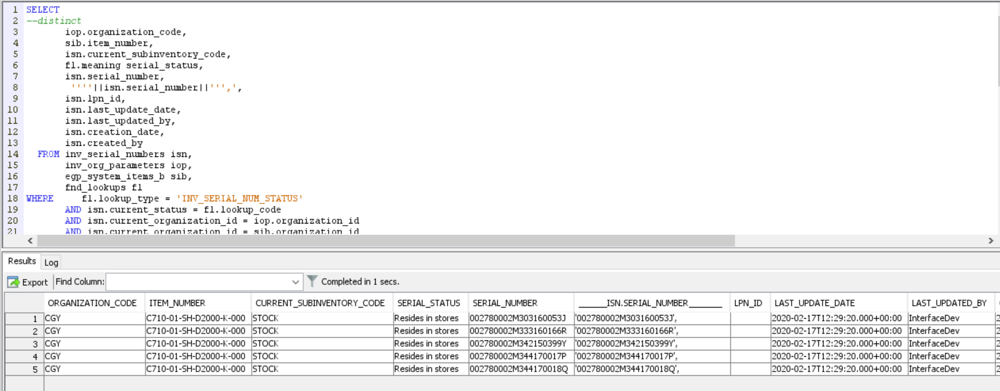 1 SELECT
2 --distinct
3 iop.organization_code,
4 sib.item_number,
5 isn.current_subinventory_code,
6 fl.meaning serial_status,
7 isn.serial_number,
8 ''''||isn.serial_number||''',',
9 isn.lpn_id,
10 isn.last_update_date,
11 isn.last_updated_by,
12 isn.creation_date,
13 isn.created_by
14 FROM inv_serial_numbers isn,
15 inv_org_parameters iop,
16 egp_system_items_b sib,
17 fnd_lookups fl
18 WHERE fl.lookup_type = 'INV_SERIAL_NUM_STATUS'
19 AND isn.current_status = fl.lookup_code
20 AND isn.current_organization_id = iop.organization_id
21 AND isn.current_organization_id = sib.organization_id
Results Log
Export Find Column: Completed in 1 secs.
ORGANIZATION_CODE ITEM_NUMBER CURRENT_SUBINVENTORY_CODE SERIAL_STATUS SERIAL_NUMBER ______ISN.SERIAL_NUMBER_______ LPN_ID LAST_UPDATE_DATE LAST_UPDATED_BY
1 CGY C710-01-SH-D2000-K-000 STOCK Resides in stores 002780002M303160053J '002780002M303160053J', 2020-02-17T12:29:20.000+00:00 InterfaceDev 2
2 CGY C710-01-SH-D2000-K-000 STOCK Resides in stores 002780002M333160166R '002780002M333160166R', 2020-02-17T12:29:20.000+00:00 InterfaceDev 2
3 CGY C710-01-SH-D2000-K-000 STOCK Resides in stores 002780002M342150399Y '002780002M342150399Y', 2020-02-17T12:29:20.000+00:00 InterfaceDev 2
4 CGY C710-01-SH-D2000-K-000 STOCK Resides in stores 002780002M344170017P '002780002M344170017P', 2020-02-17T12:29:20.000+00:00 InterfaceDev 2
5 CGY C710-01-SH-D2000-K-000 STOCK Resides in stores 002780002M344170018Q '002780002M344170018Q', 2020-02-17T12:29:20.000+00:00 InterfaceDev 2